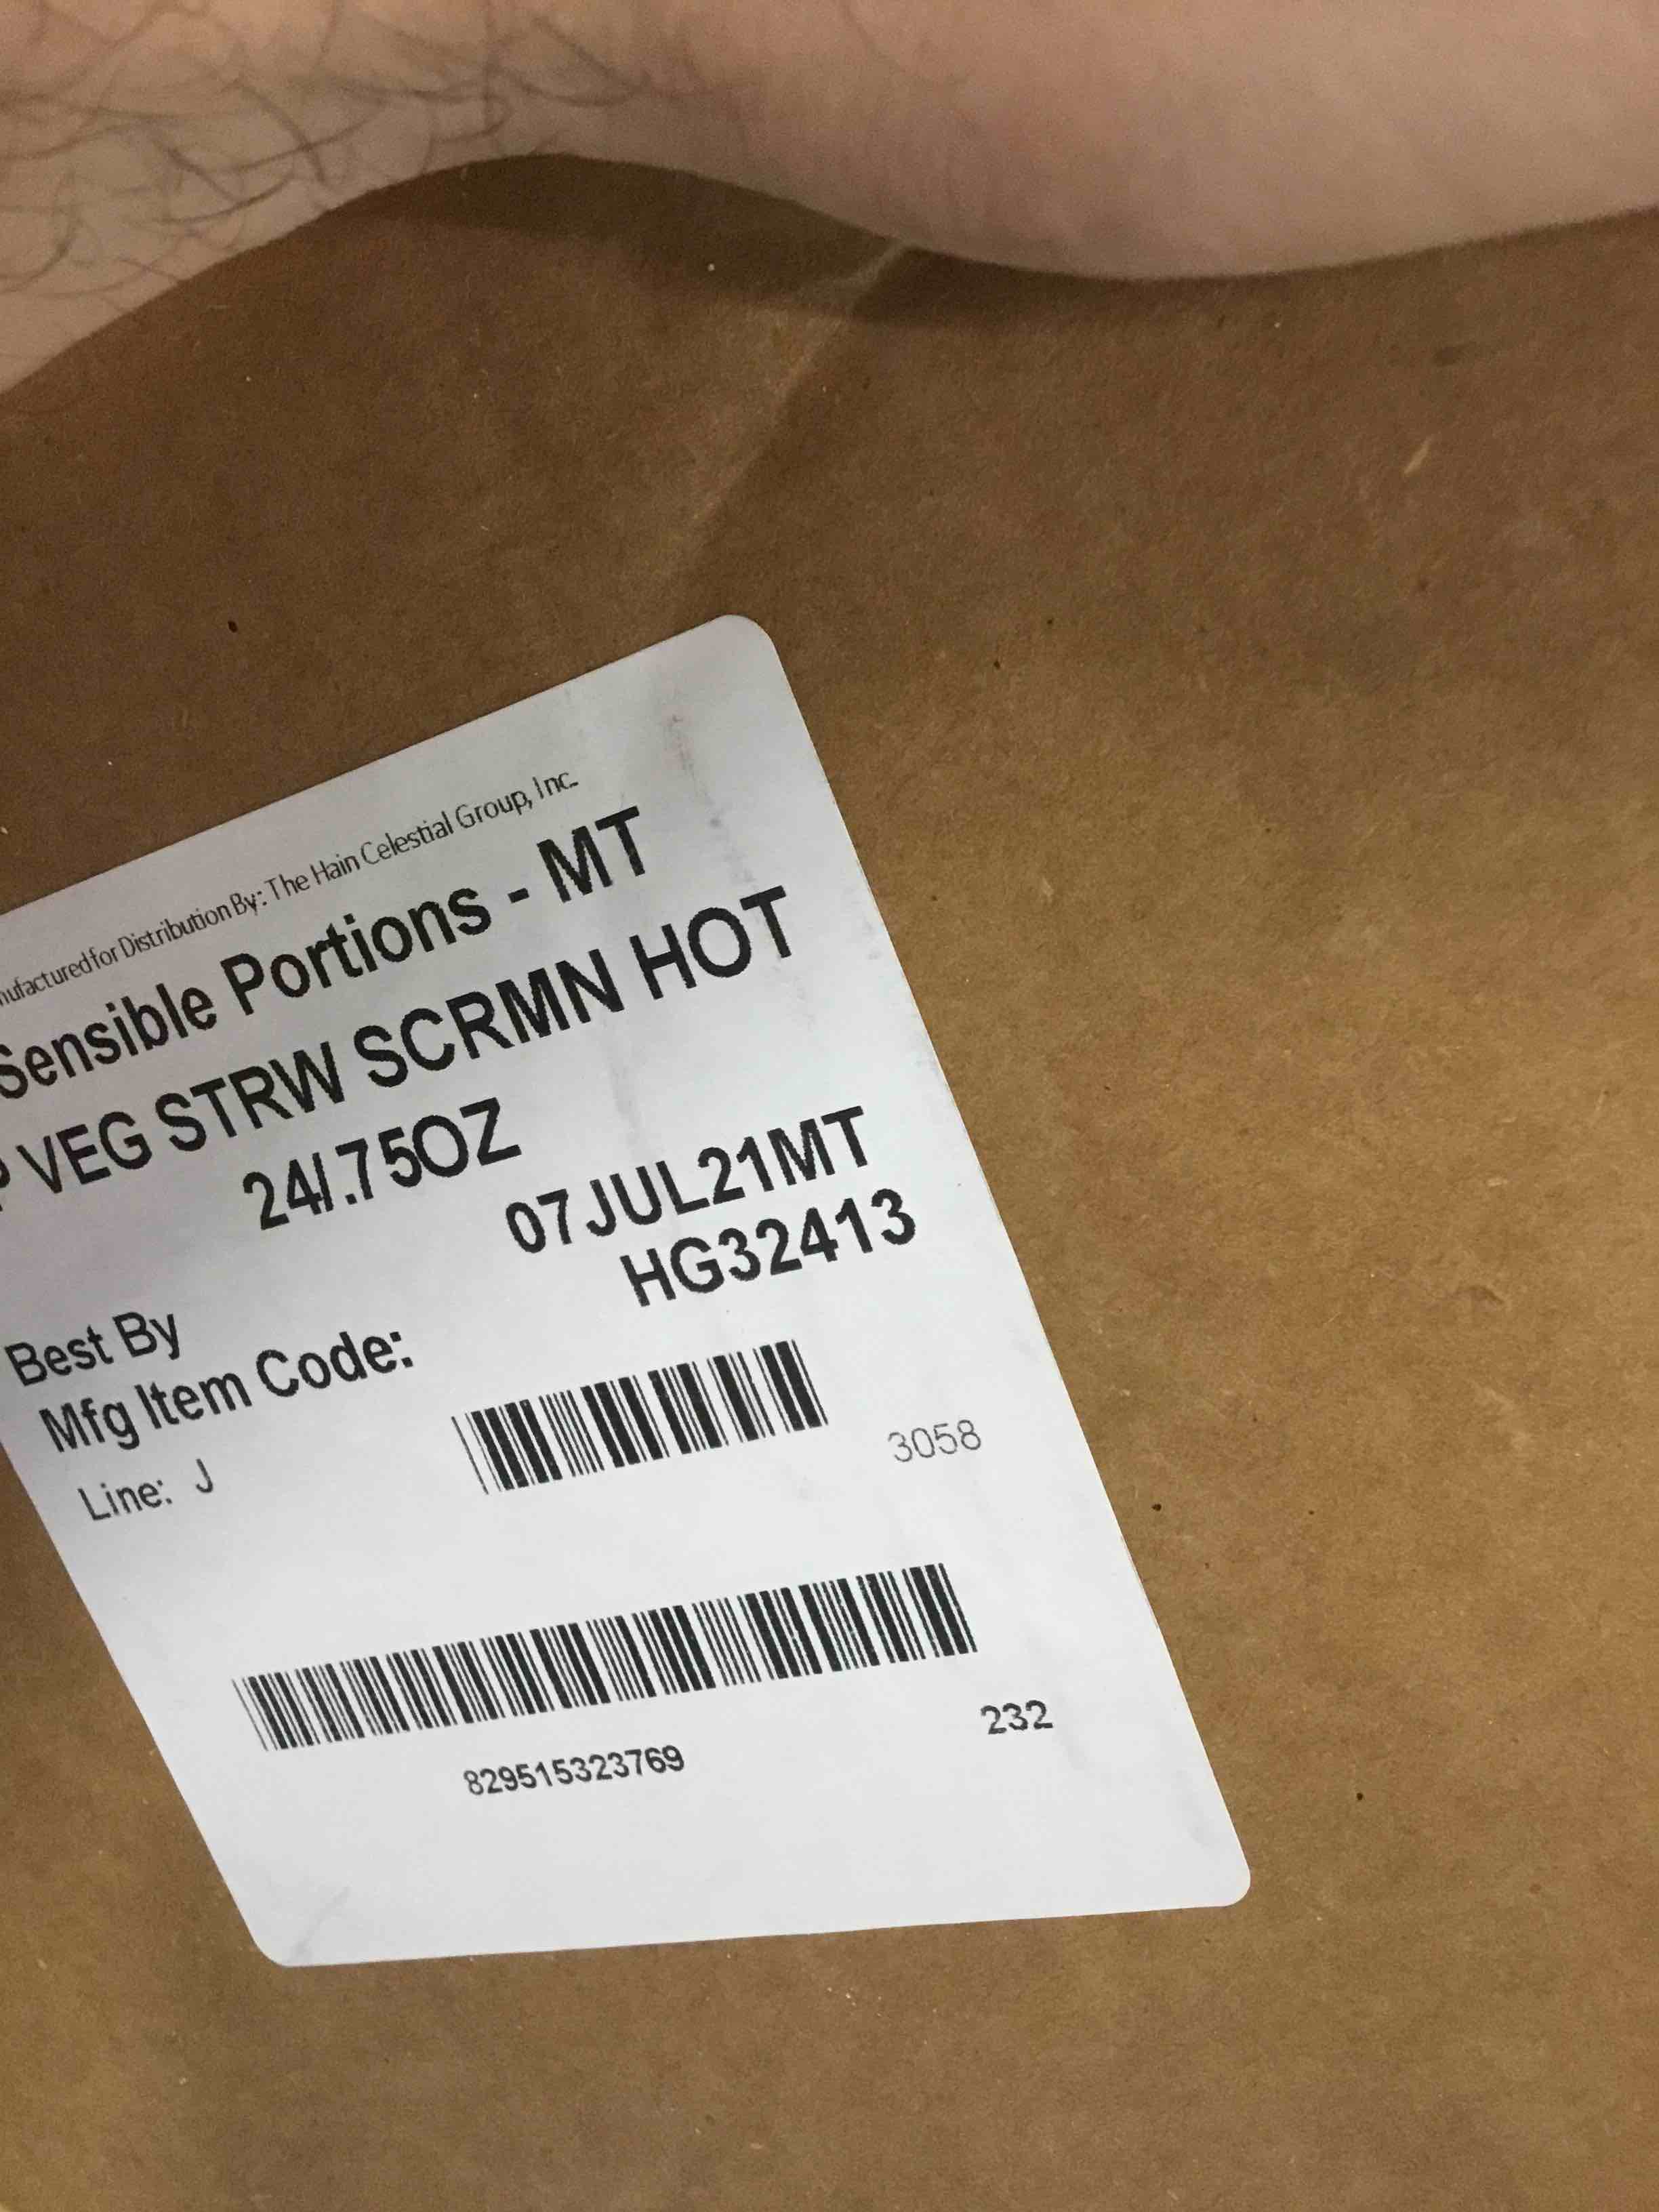 Manufactured for Distribution By: The Hain Celestial Group, Inc.
Sensible Portions - MT
P VEG STRW SCRMN HOT
24/.75OZ
Best By 07JUL21MT
Mfg Item Code: HG32413
Line: J
3058
232
829515323769